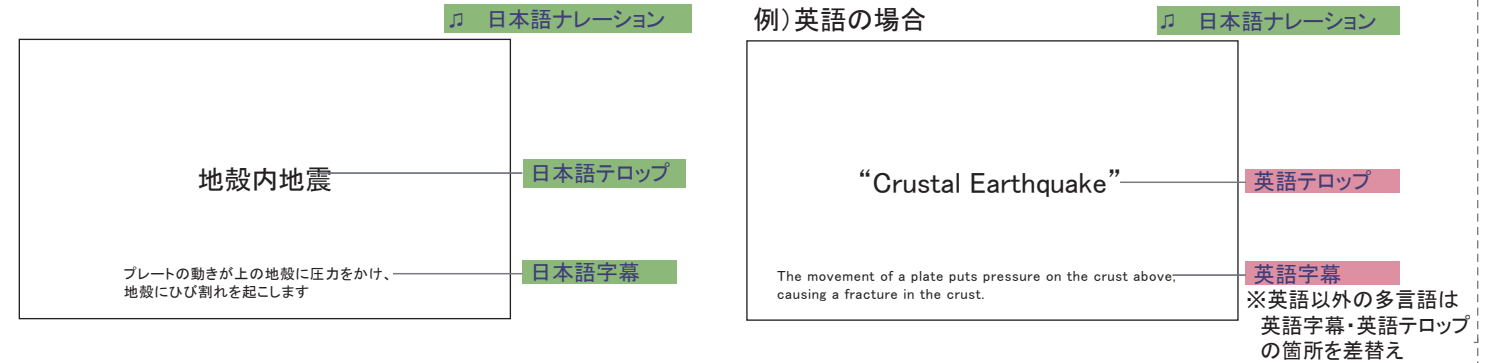 ♫ 日本語ナレーション
地殻内地震
日本語テロップ
プレートの動きが上の地殻に圧力をかけ、
地殻にひび割れを起こします
日本語字幕
例）英語の場合
♫ 日本語ナレーション
“Crustal Earthquake”
英語テロップ
The movement of a plate puts pressure on the crust above,
causing a fracture in the crust.
英語字幕
※英語以外の多言語は
英語字幕・英語テロップ
の箇所を差替え